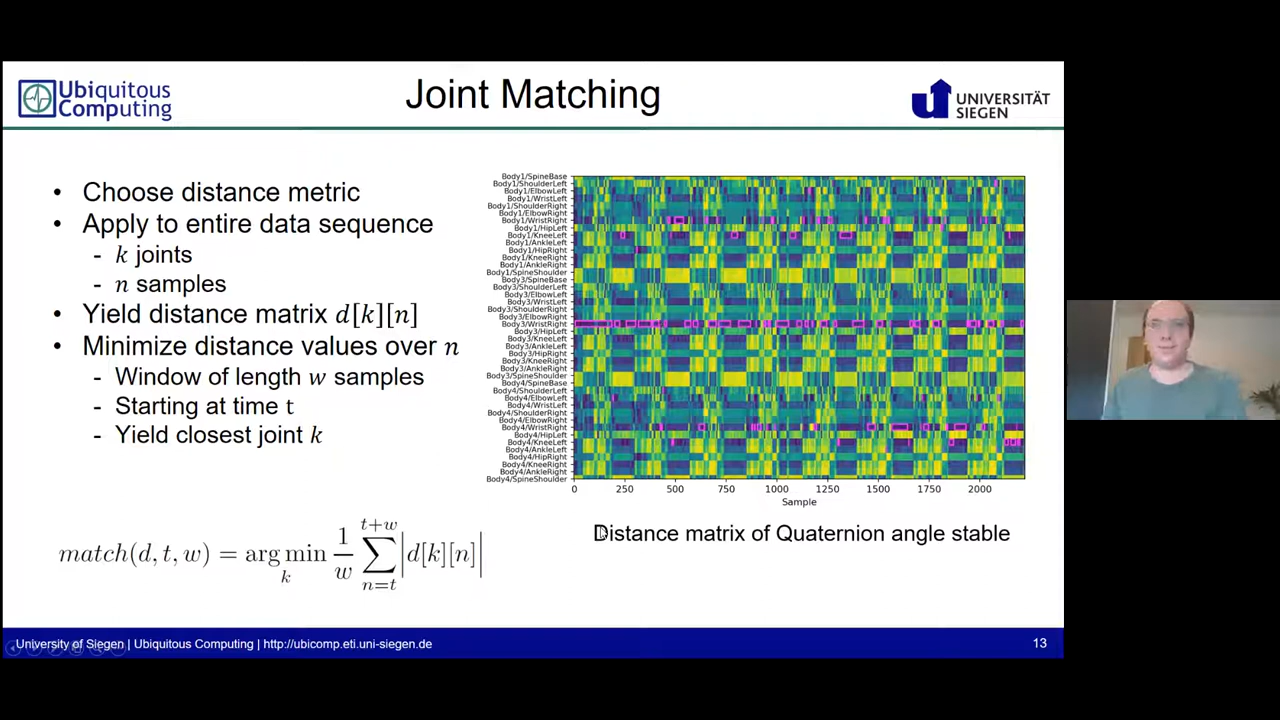 Ubiquitous
Computing
Joint Matching
UNIVERSITÄT
SIEGEN
• Choose distance metric
• Apply to entire data sequence
- k joints
- n samples
• Yield distance matrix d[k][n]
• Minimize distance values over n
- Window of length w samples
- Starting at time t
- Yield closest joint k
match(d, t, w) = arg min k 1/w t+w ∑ n=t |d[k][n]|
Body1/SpineBase
Body1/ShoulderLeft
Body1/ElbowLeft
Body1/WristLeft
Body1/ShoulderRight
Body1/ElbowRight
Body1/WristRight
Body1/HipLeft
Body1/KneeLeft
Body1/AnkleLeft
Body1/HipRight
Body1/KneeRight
Body1/AnkleRight
Body1/SpineShoulder
Body3/SpineBase
Body3/ShoulderLeft
Body3/ElbowLeft
Body3/WristLeft
Body3/ShoulderRight
Body3/ElbowRight
Body3/WristRight
Body3/HipLeft
Body3/KneeLeft
Body3/AnkleLeft
Body3/HipRight
Body3/KneeRight
Body3/AnkleRight
Body3/SpineShoulder
Body4/SpineBase
Body4/ShoulderLeft
Body4/ElbowLeft
Body4/WristLeft
Body4/ShoulderRight
Body4/ElbowRight
Body4/WristRight
Body4/HipLeft
Body4/KneeLeft
Body4/AnkleLeft
Body4/HipRight
Body4/KneeRight
Body4/AnkleRight
Body4/SpineShoulder
0 250 500 750 1000 1250 1500 1750 2000
Sample
Distance matrix of Quaternion angle stable
University of Siegen | Ubiquitous Computing | http://ubicomp.eti.uni-siegen.de
13